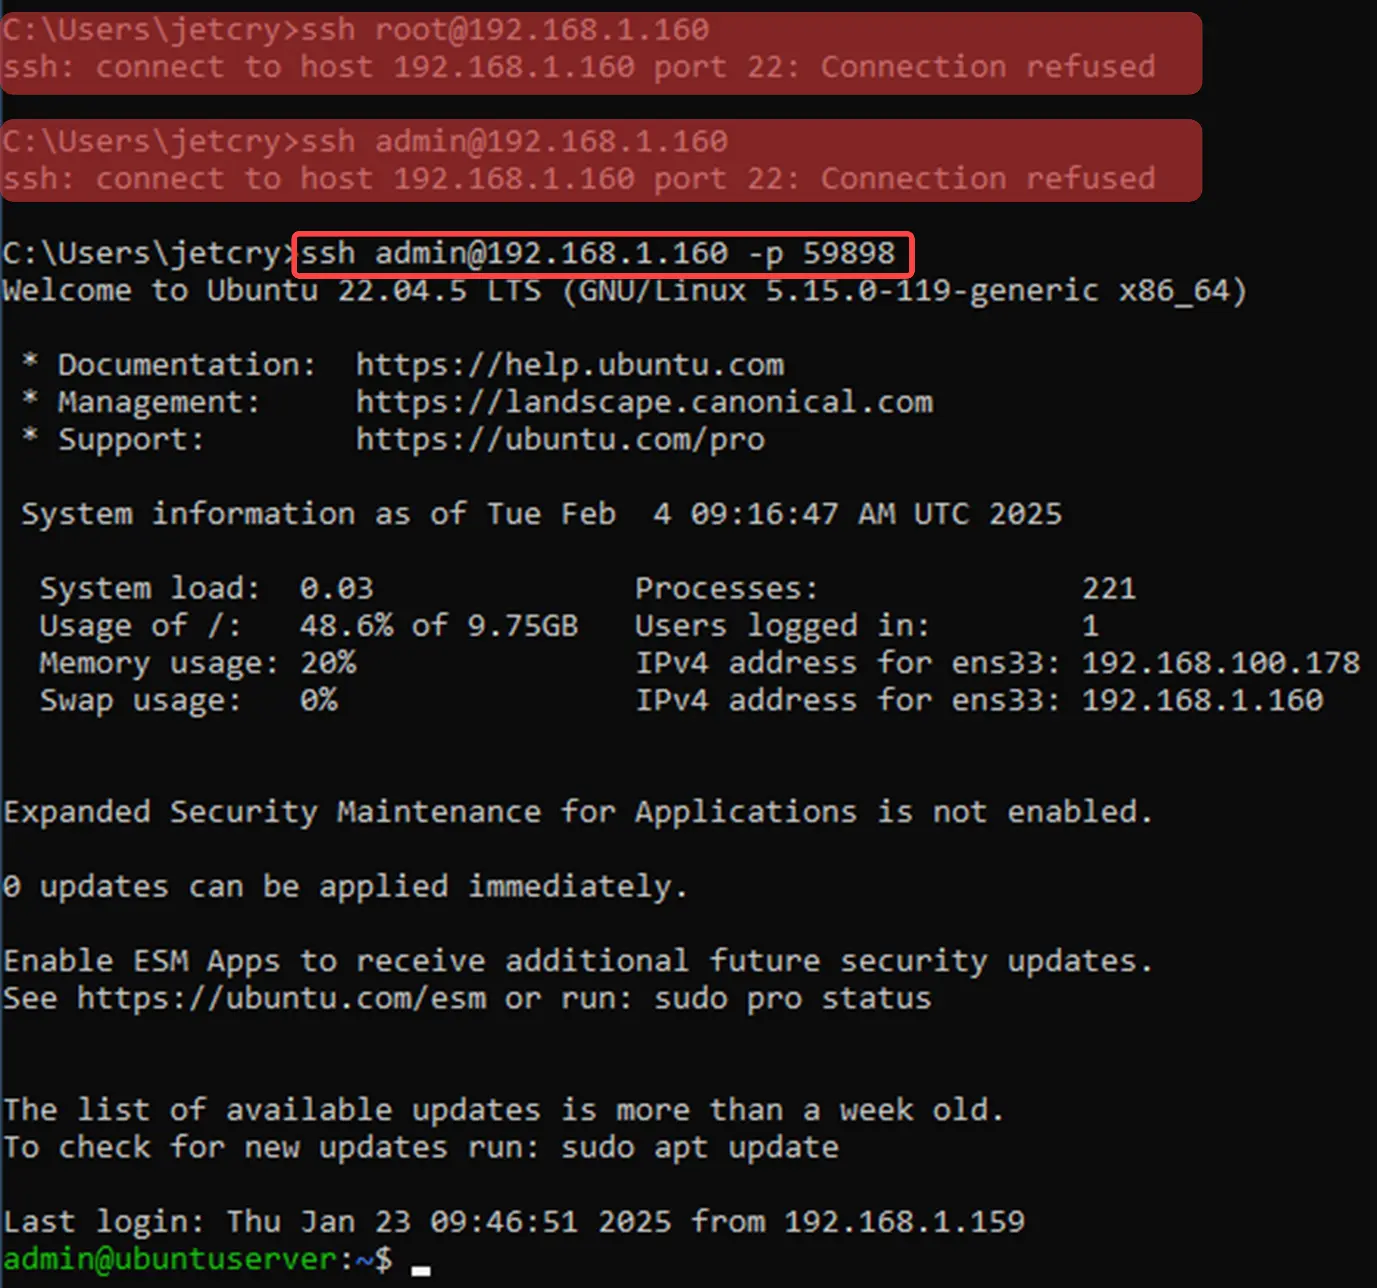 C:\Users\jetcry>ssh root@192.168.1.160
ssh: connect to host 192.168.1.160 port 22: Connection refused
C:\Users\jetcry>ssh admin@192.168.1.160
ssh: connect to host 192.168.1.160 port 22: Connection refused
C:\Users\jetcry>ssh admin@192.168.1.160 -p 59898
Welcome to Ubuntu 22.04.5 LTS (GNU/Linux 5.15.0-119-generic x86_64)
* Documentation:  https://help.ubuntu.com
* Management:     https://landscape.canonical.com
* Support:        https://ubuntu.com/pro
System information as of Tue Feb  4 09:16:47 AM UTC 2025
System load:  0.03              Processes:              221
Usage of /:   48.6% of 9.75GB   Users logged in:        1
Memory usage: 20%               IPv4 address for ens33: 192.168.100.178
Swap usage:   0%                IPv4 address for ens33: 192.168.1.160
Expanded Security Maintenance for Applications is not enabled.
0 updates can be applied immediately.
Enable ESM Apps to receive additional future security updates.
See https://ubuntu.com/esm or run: sudo pro status
The list of available updates is more than a week old.
To check for new updates run: sudo apt update
Last login: Thu Jan 23 09:46:51 2025 from 192.168.1.159
admin@ubuntuserver:~$